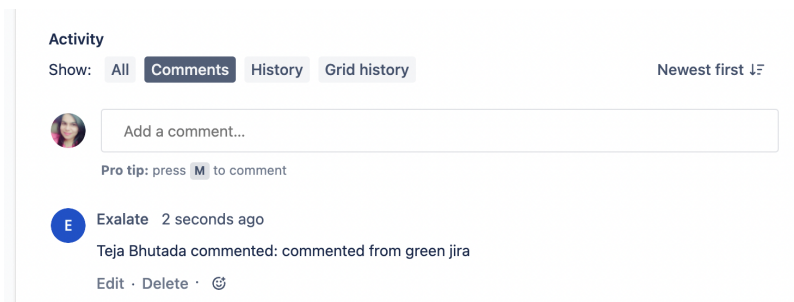 Activity
Show: All Comments History Grid history Newest first
Add a comment...
Pro tip: press M to comment
E Exalate 2 seconds ago
Teja Bhutada commented: commented from green jira
Edit · Delete ·